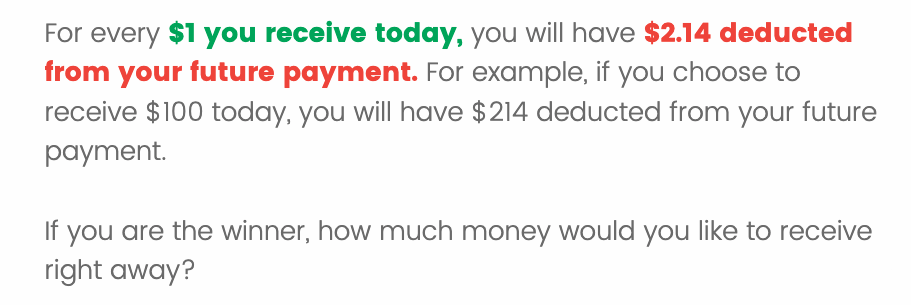 For every $1 you receive today, you will have $2.14 deducted
from your future payment. For example, if you choose to
receive $100 today, you will have $214 deducted from your future
payment.
If you are the winner, how much money would you like to receive
right away?